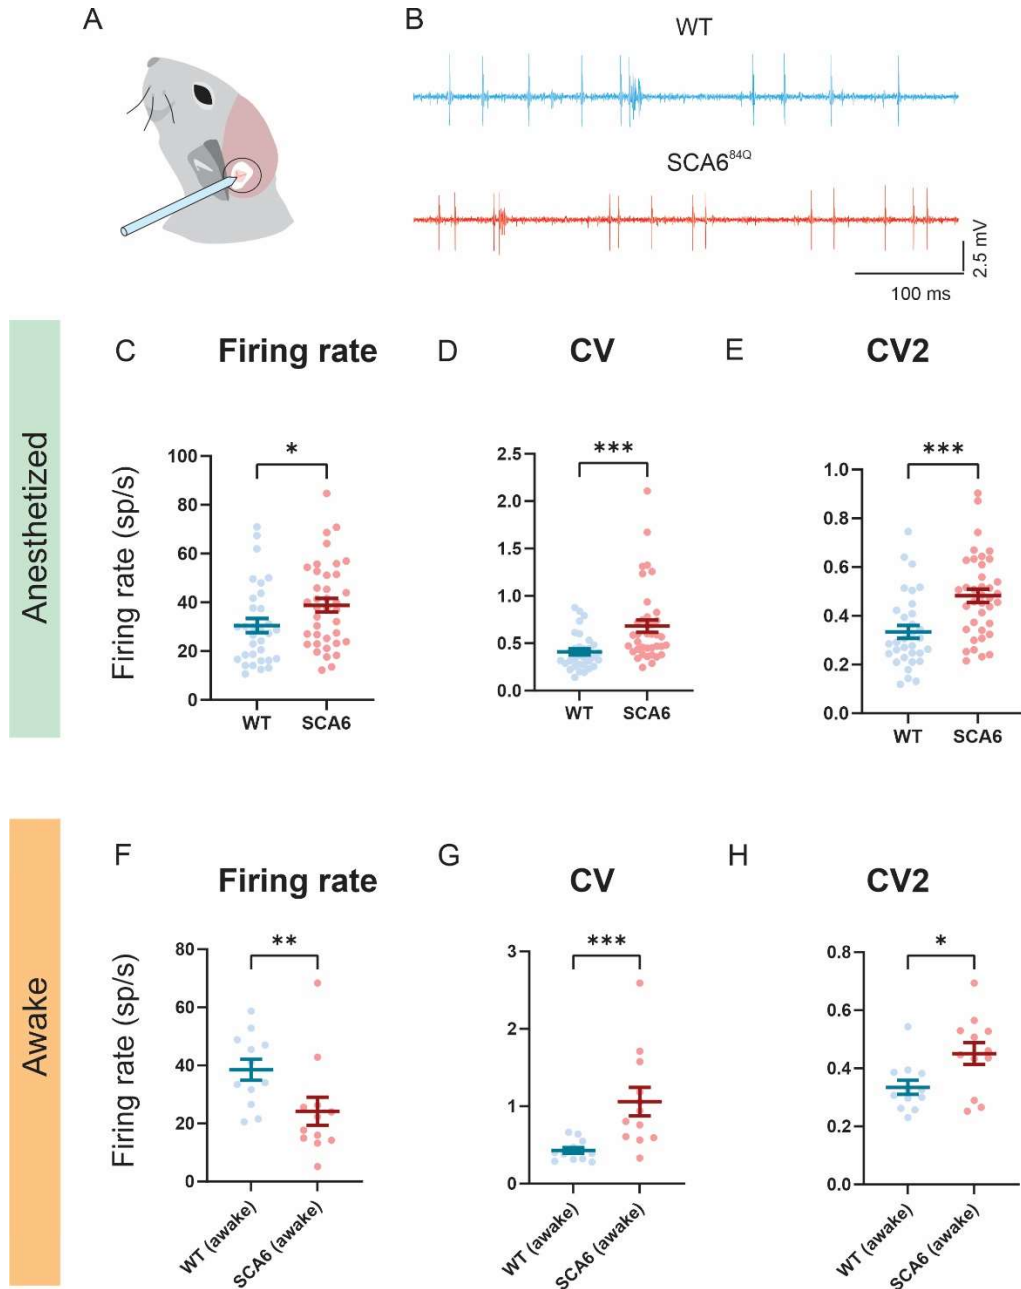 A
B
WT
SCA6^84Q
2.5 mV
100 ms
Anesthetized
C
Firing rate
D
CV
E
CV2
Firing rate (sp/s)
100
80
60
40
20
0
*
WT
SCA6
2.5
2.0
1.5
1.0
0.5
0.0
***
WT
SCA6
1.0
0.8
0.6
0.4
0.2
0.0
***
WT
SCA6
Awake
F
Firing rate
G
CV
H
CV2
Firing rate (sp/s)
80
60
40
20
0
**
WT (awake)
SCA6 (awake)
3
2
1
0
***
WT (awake)
SCA6 (awake)
0.8
0.6
0.4
0.2
0.0
*
WT (awake)
SCA6 (awake)